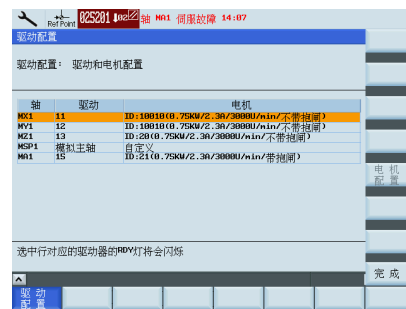 Ref Point 025201 ↓02 轴 MA1 伺服故障 14:07
驱动配置
驱动配置： 驱动和电机配置
轴 驱动 电机
MX1 11 ID:10010(0.75KW/2.3A/3000U/min/不带抱闸)
MY1 12 ID:10010(0.75KW/2.3A/3000U/min/不带抱闸)
MZ1 13 ID:20(0.75KW/2.3A/3000U/min/不带抱闸)
MSP1 模拟主轴 自定义
MA1 15 ID:21(0.75KW/2.3A/3000U/min/带抱闸)
电 机
配 置
选中行对应的驱动器的RDY灯将会闪烁
完 成
驱 动
配 置